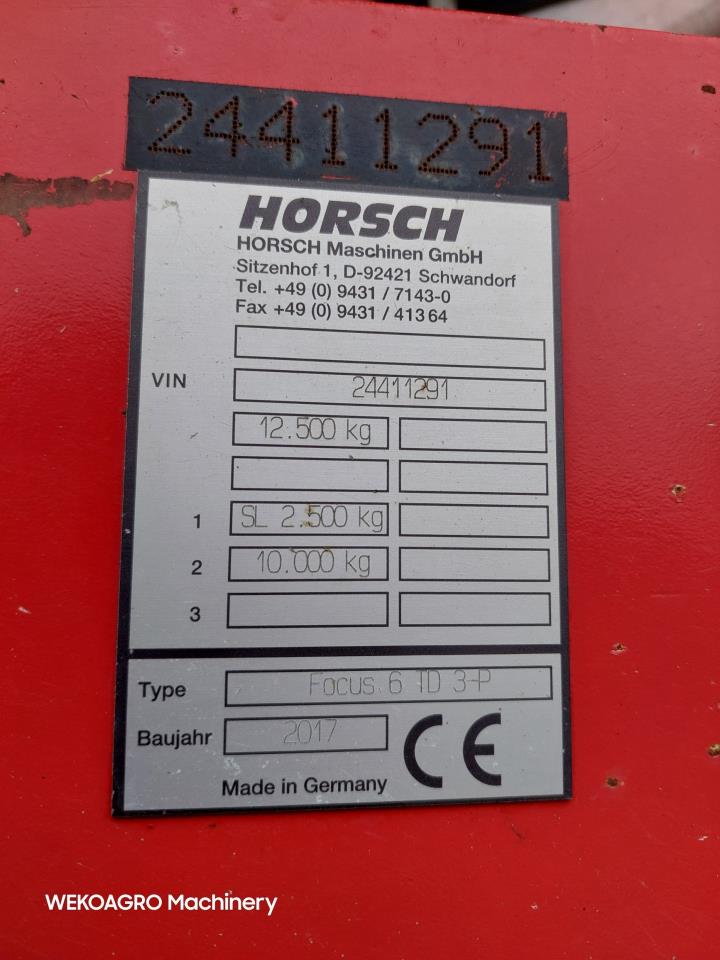 24411291
HORSCH
HORSCH Maschinen GmbH
Sitzenhof 1, D-92421 Schwandorf
Tel. +49 (0) 9431 / 7143-0
Fax +49 (0) 9431 / 41364
VIN 24411291
12.500 kg
1 SL 2.500 kg
2 10.000 kg
3
Type Focus 6 TD 3-P
Baujahr 2017 CE
Made in Germany
WEKOAGRO Machinery